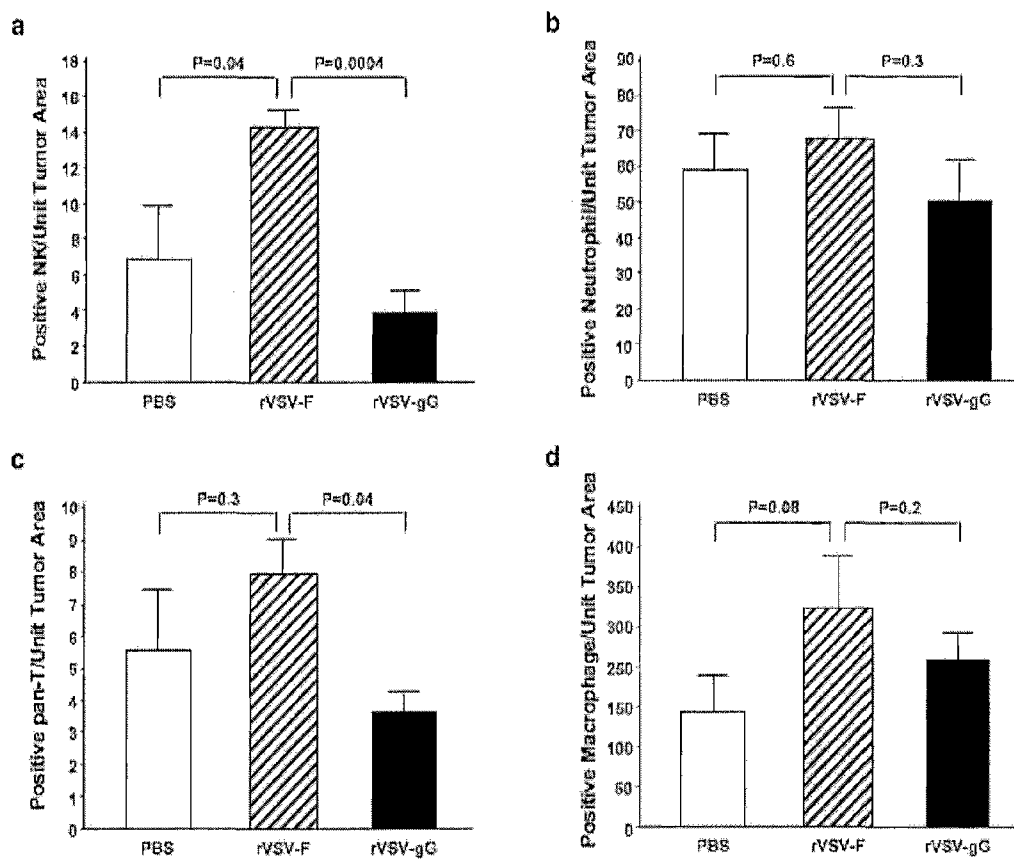 a
P=0.04
P=0.0004
Positive NK/Unit Tumor Area
18
16
14
12
10
8
6
4
2
0
PBS
rVSV-F
rVSV-gG
b
P=0.6
P=0.3
Positive Neutrophil/Unit Tumor Area
90
80
70
60
50
40
30
20
10
0
PBS
rVSV-F
rVSV-gG
c
P=0.3
P=0.04
Positive pan-T/Unit Tumor Area
10
9
8
7
6
5
4
3
2
1
0
PBS
rVSV-F
rVSV-gG
d
P=0.08
P=0.2
Positive Macrophage/Unit Tumor Area
450
400
350
300
250
150
100
50
0
PBS
rVSV-F
rVSV-gG